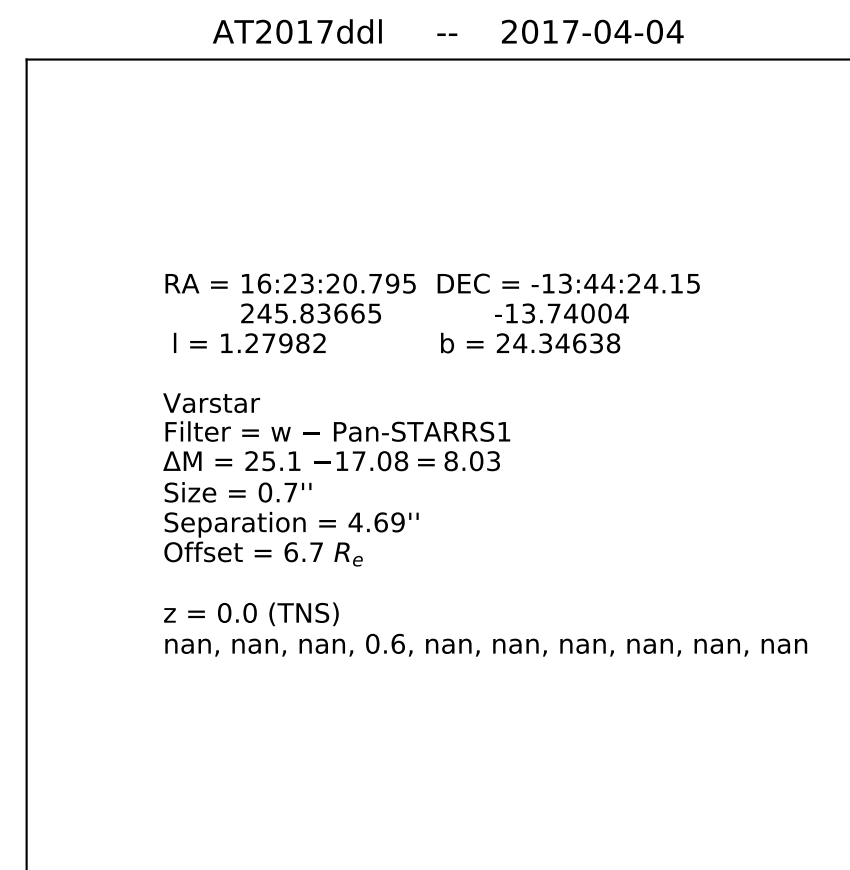 AT2017ddl -- 2017-04-04
RA = 16:23:20.795 DEC = -13:44:24.15
245.83665 -13.74004
l = 1.27982 b = 24.34638
Varstar
Filter = w − Pan-STARRS1
ΔM = 25.1 −17.08 = 8.03
Size = 0.7''
Separation = 4.69''
Offset = 6.7 Re
z = 0.0 (TNS)
nan, nan, nan, 0.6, nan, nan, nan, nan, nan, nan